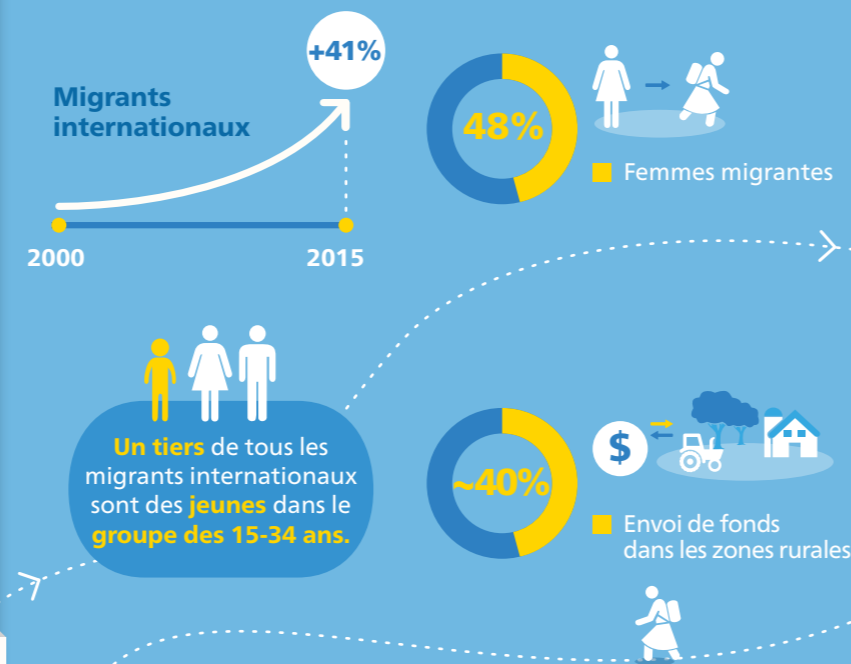 +41%
Migrants
internationaux
2000
2015
48%
Femmes migrantes
Un tiers de tous les
migrants internationaux
sont des jeunes dans le
groupe des 15-34 ans.
~40%
$
Envoi de fonds
dans les zones rurales